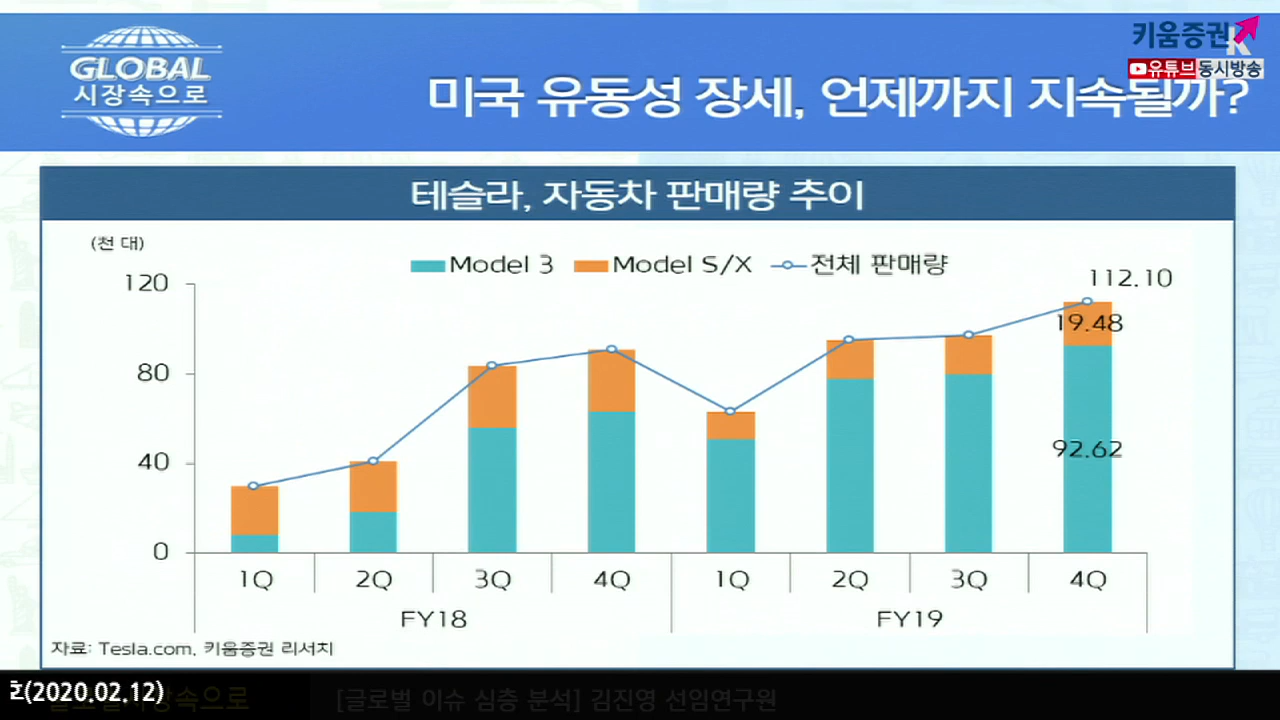 GLOBAL
시장속으로
키움증권
유튜브 동시방송
미국 유동성 장세, 언제까지 지속될까?
테슬라, 자동차 판매량 추이
(천 대)
Model 3 Model S/X 전체 판매량
120
80
40
0
112.10
19.48
92.62
1Q 2Q 3Q 4Q 1Q 2Q 3Q 4Q
FY18 FY19
자료: Tesla.com, 키움증권 리서치
(2020.02.12)
[글로벌 이슈 심층 분석] 김진영 선임연구원